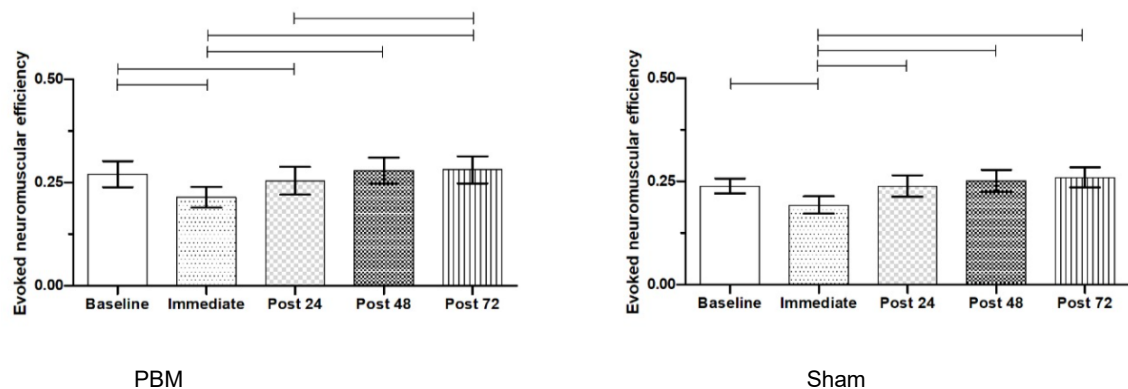 Evoked neuromuscular efficiency
0.50
0.25
0.00
Baseline Immediate Post 24 Post 48 Post 72
PBM
Evoked neuromuscular efficiency
0.50
0.25
0.00
Baseline Immediate Post 24 Post 48 Post 72
Sham